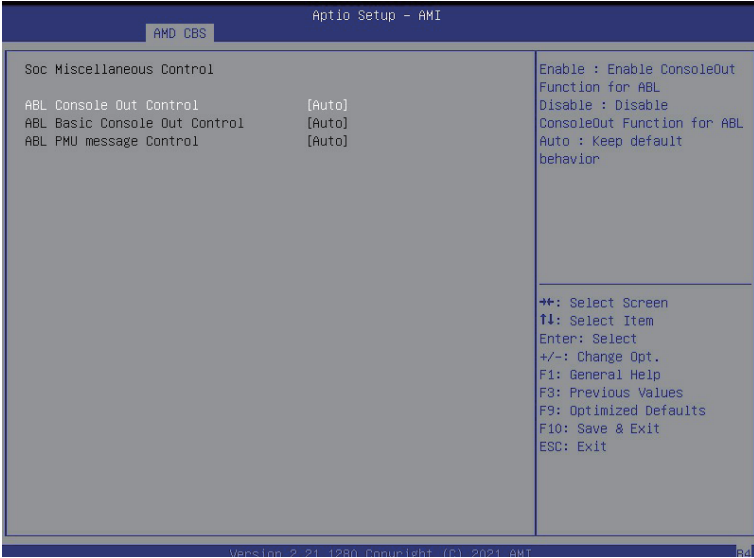 Aptio Setup – AMI
AMD CBS
Soc Miscellaneous Control
ABL Console Out Control [Auto]
ABL Basic Console Out Control [Auto]
ABL PMU message Control [Auto]
Enable : Enable ConsoleOut
Function for ABL
Disable : Disable
ConsoleOut Function for ABL
Auto : Keep default
behavior
→←: Select Screen
↑↓: Select Item
Enter: Select
+/-: Change Opt.
F1: General Help
F3: Previous Values
F9: Optimized Defaults
F10: Save & Exit
ESC: Exit
Version 2.21.1280 Copyright (C) 2021 AMI
B4